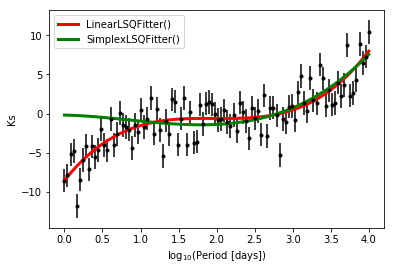 LinearLSQFitter()
SimplexLSQFitter()
10
5
0
−5
−10
Ks
0.0 0.5 1.0 1.5 2.0 2.5 3.0 3.5 4.0
log₁₀(Period [days])